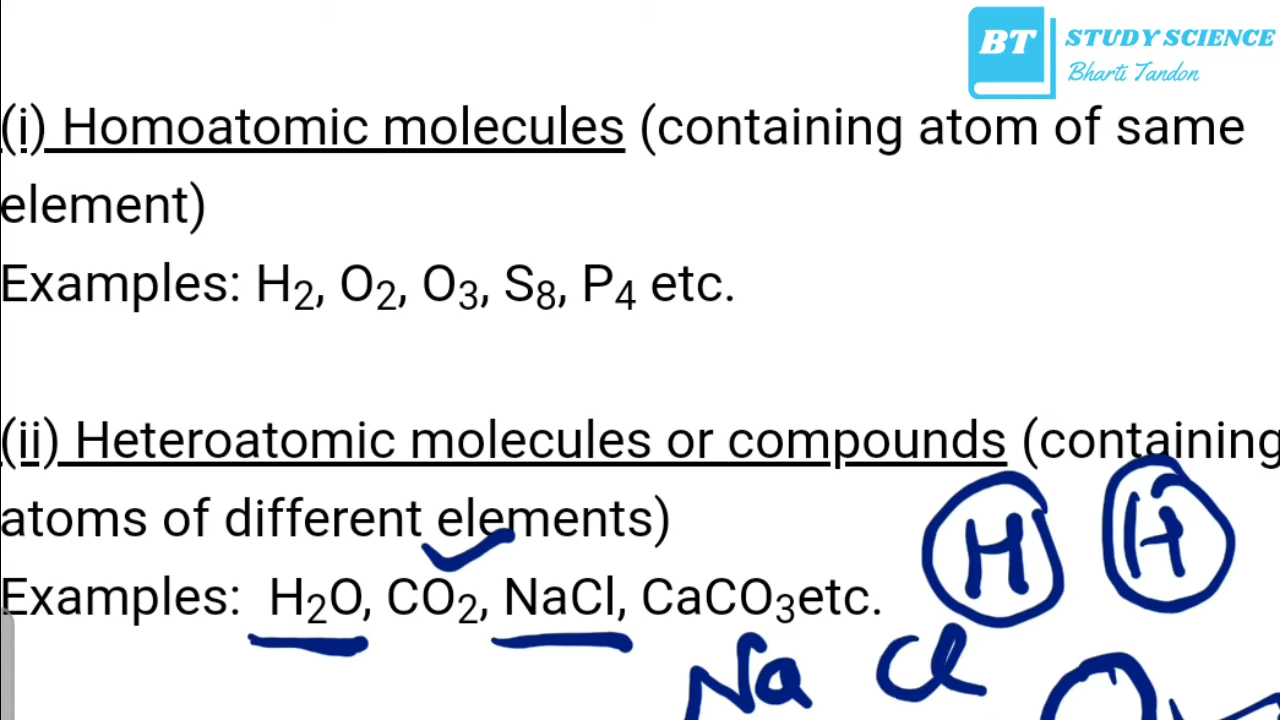 BT STUDY SCIENCE
Bharti Tandon
(i) Homoatomic molecules (containing atom of same
element)
Examples: H₂, O₂, O₃, S₈, P₄ etc.
(ii) Heteroatomic molecules or compounds (containing
atoms of different elements)
H H
Examples: H₂O, CO₂, NaCl, CaCO₃etc.
Na Cl